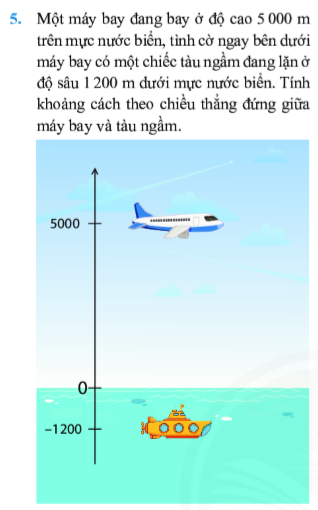 5. Một máy bay đang bay ở độ cao 5 000 m
trên mực nước biển, tình cờ ngay bên dưới
máy bay có một chiếc tàu ngầm đang lặn ở
độ sâu 1 200 m dưới mực nước biển. Tính
khoảng cách theo chiều thẳng đứng giữa
máy bay và tàu ngầm.
5000
0
-1200